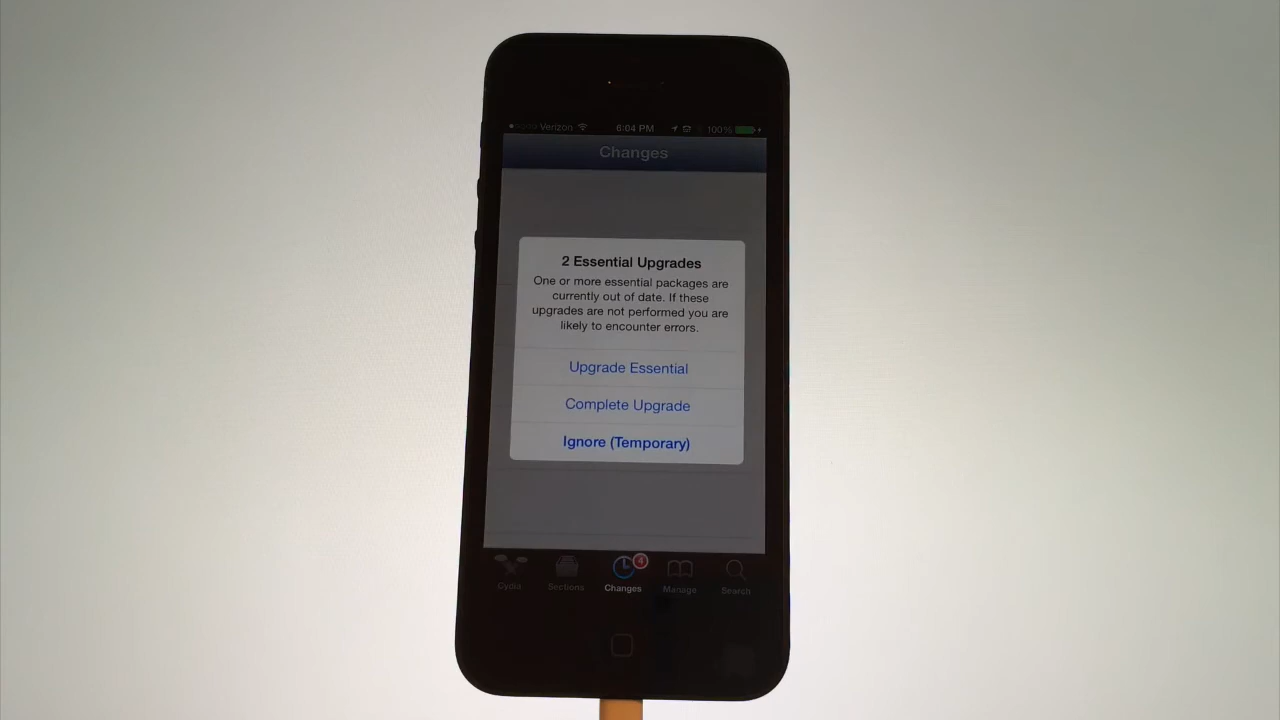 Verizon 6:04 PM 100%
Changes
2 Essential Upgrades
One or more essential packages are
currently out of date. If these
upgrades are not performed you are
likely to encounter errors.
Upgrade Essential
Complete Upgrade
Ignore (Temporary)
4
Cydia Sections Changes Manage Search